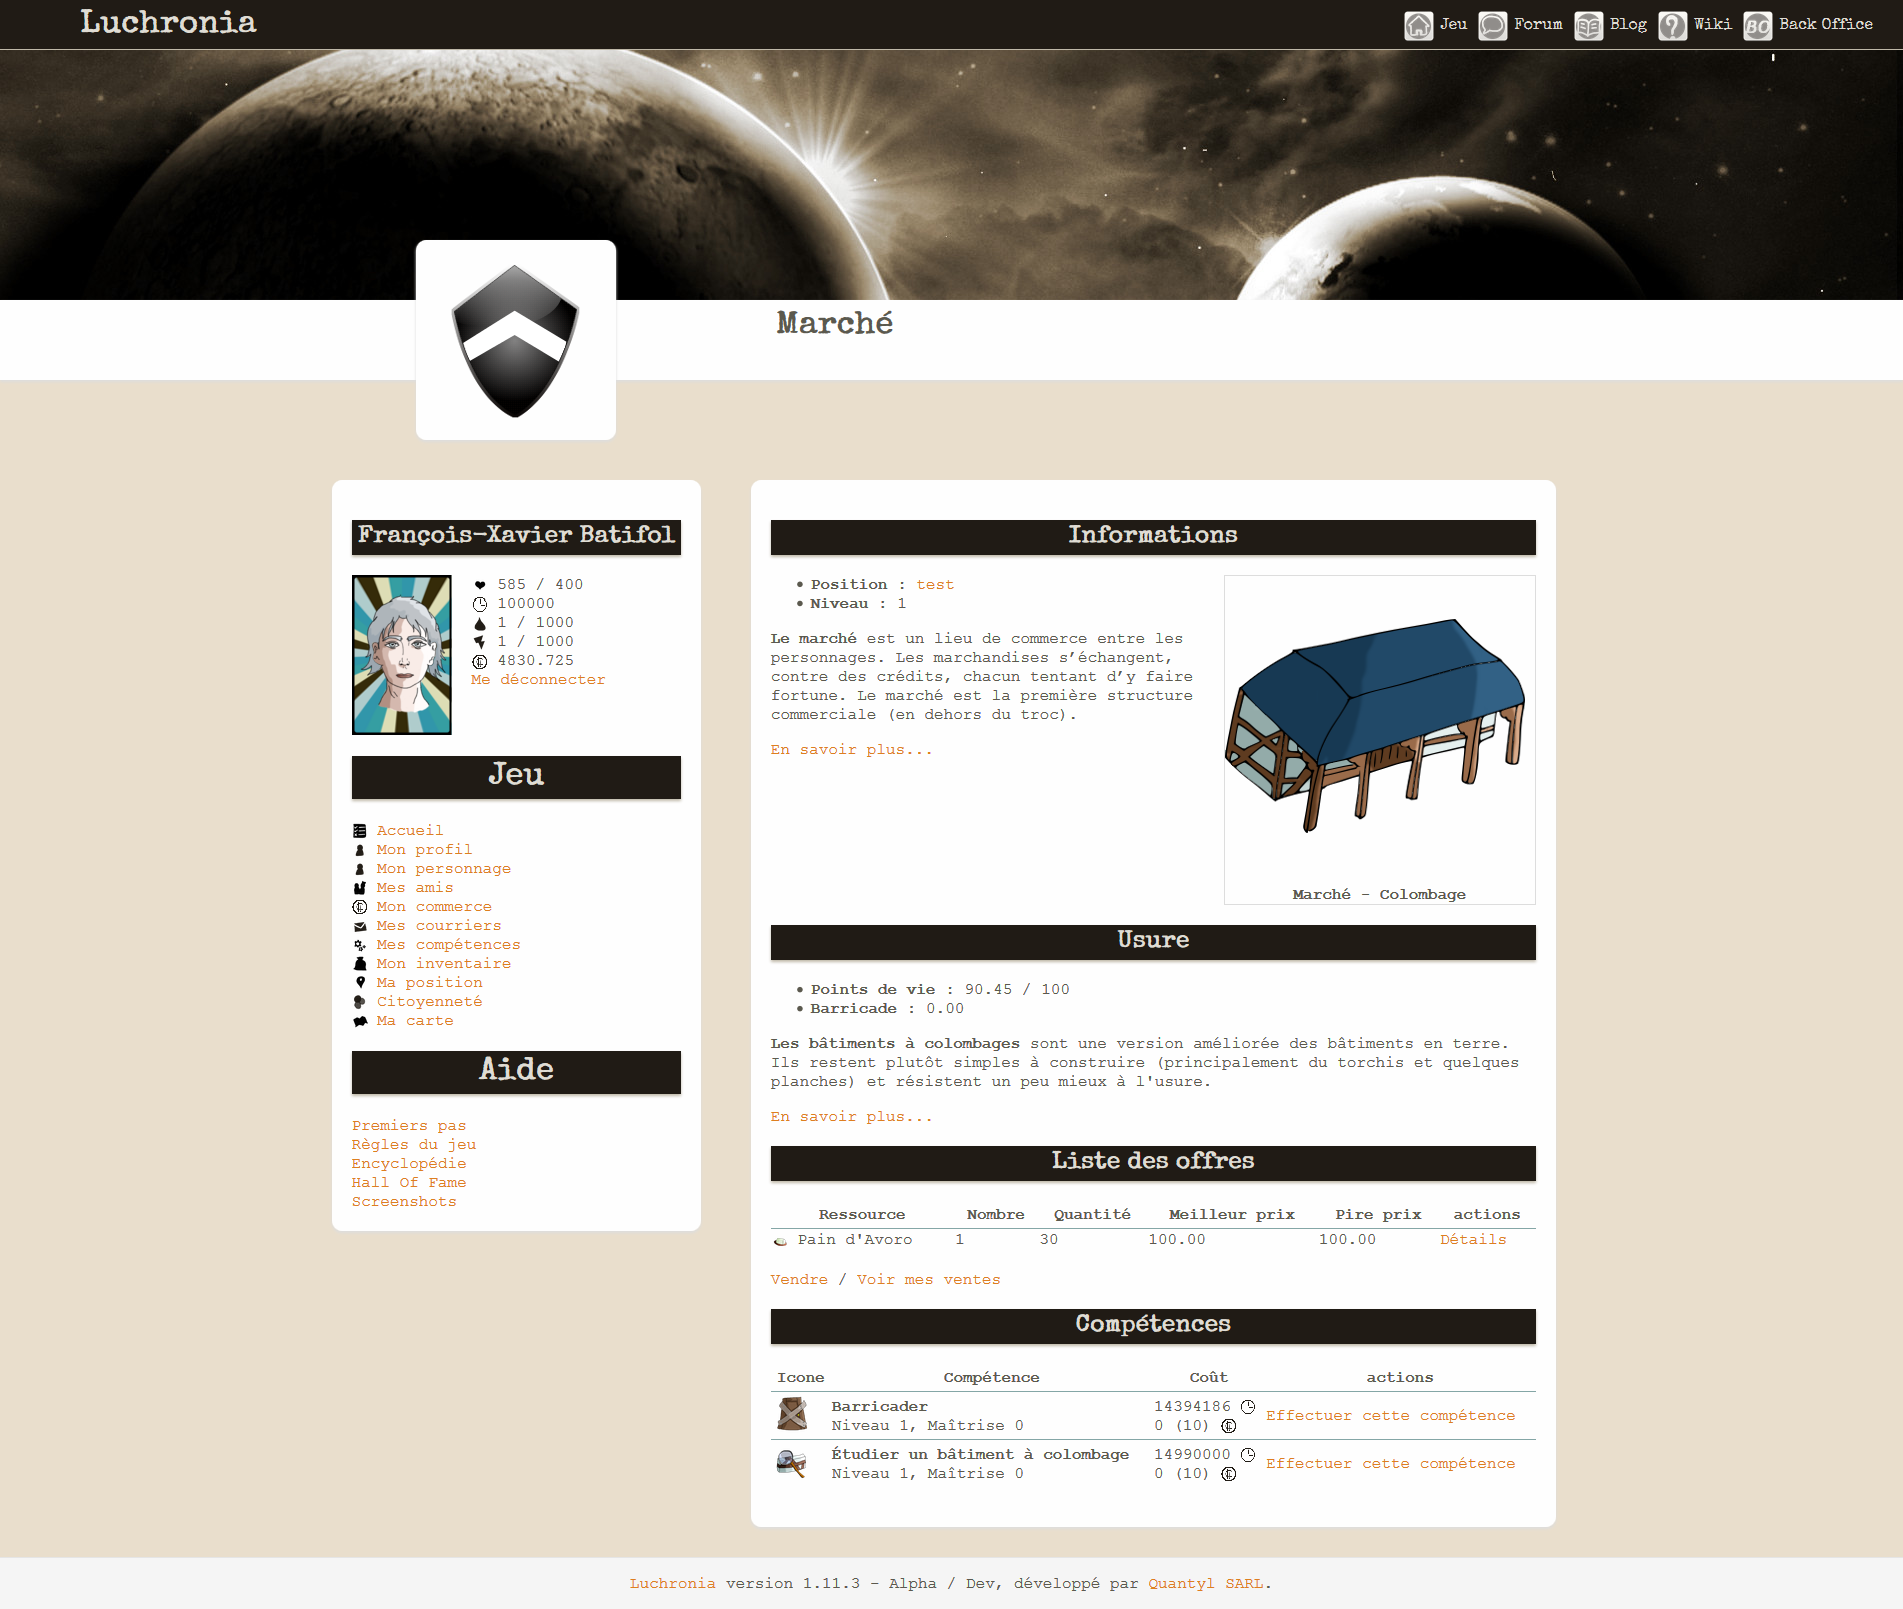 Luchronia
Jeu
Forum
Blog
Wiki
BO
Back Office
Marché
François-Xavier Batifol
585 / 400
100000
1 / 1000
1 / 1000
4830.725
Me déconnecter
Jeu
Accueil
Mon profil
Mon personnage
Mes amis
Mon commerce
Mes courriers
Mes compétences
Mon inventaire
Ma position
Citoyenneté
Ma carte
Aide
Premiers pas
Règles du jeu
Encyclopédie
Hall Of Fame
Screenshots
Informations
Position : test
Niveau : 1
Le marché est un lieu de commerce entre les
personnages. Les marchandises s’échangent,
contre des crédits, chacun tentant d’y faire
fortune. Le marché est la première structure
commerciale (en dehors du troc).
En savoir plus...
Marché - Colombage
Usure
Points de vie : 90.45 / 100
Barricade : 0.00
Les bâtiments à colombages sont une version améliorée des bâtiments en terre.
Ils restent plutôt simples à construire (principalement du torchis et quelques
planches) et résistent un peu mieux à l'usure.
En savoir plus...
Liste des offres
Ressource Nombre Quantité Meilleur prix Pire prix actions
Pain d'Avoro 1 30 100.00 100.00 Détails
Vendre / Voir mes ventes
Compétences
Icone Compétence Coût actions
Barricader 14394186
Niveau 1, Maîtrise 0 0 (10)
Effectuer cette compétence
Étudier un bâtiment à colombage 14990000
Niveau 1, Maîtrise 0 0 (10)
Effectuer cette compétence
Luchronia version 1.11.3 - Alpha / Dev, développé par Quantyl SARL.